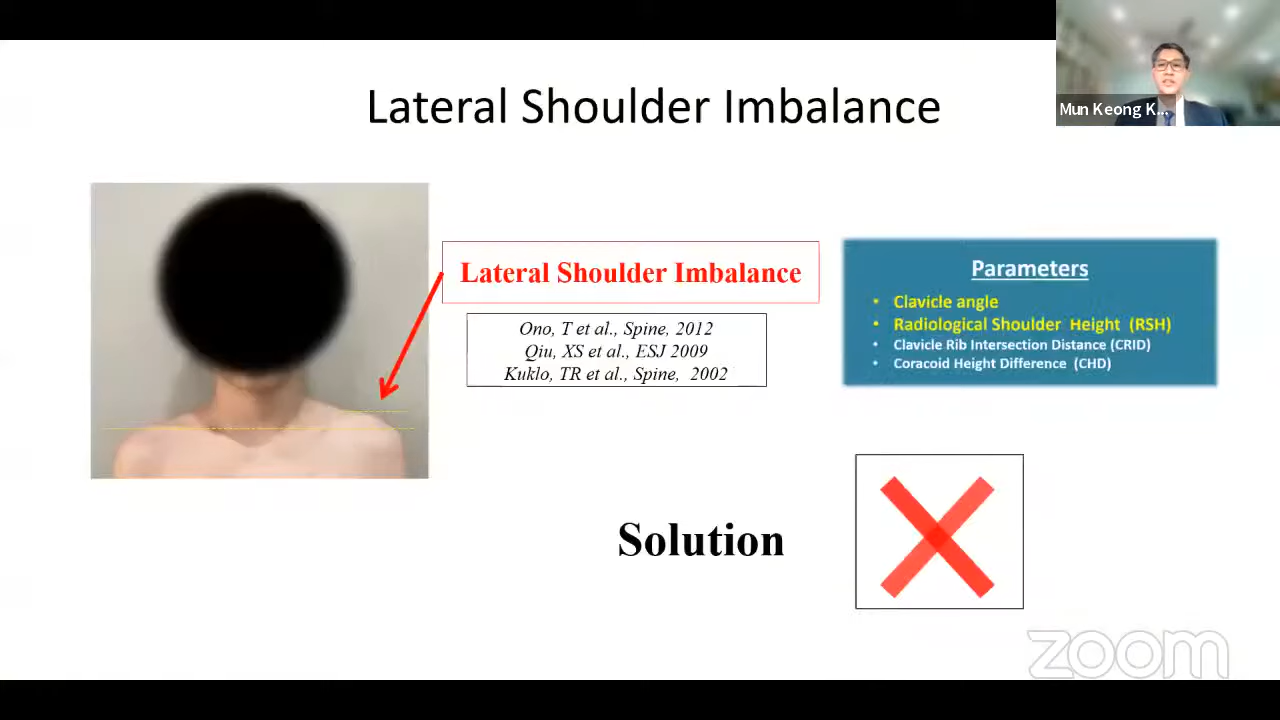 Lateral Shoulder Imbalance
Mun Keong K...
Lateral Shoulder Imbalance
Ono, T et al., Spine, 2012
Qiu, XS et al., ESJ 2009
Kuklo, TR et al., Spine, 2002
Parameters
• Clavicle angle
• Radiological Shoulder Height (RSH)
• Clavicle Rib Intersection Distance (CRID)
• Coracoid Height Difference (CHD)
Solution
zoom